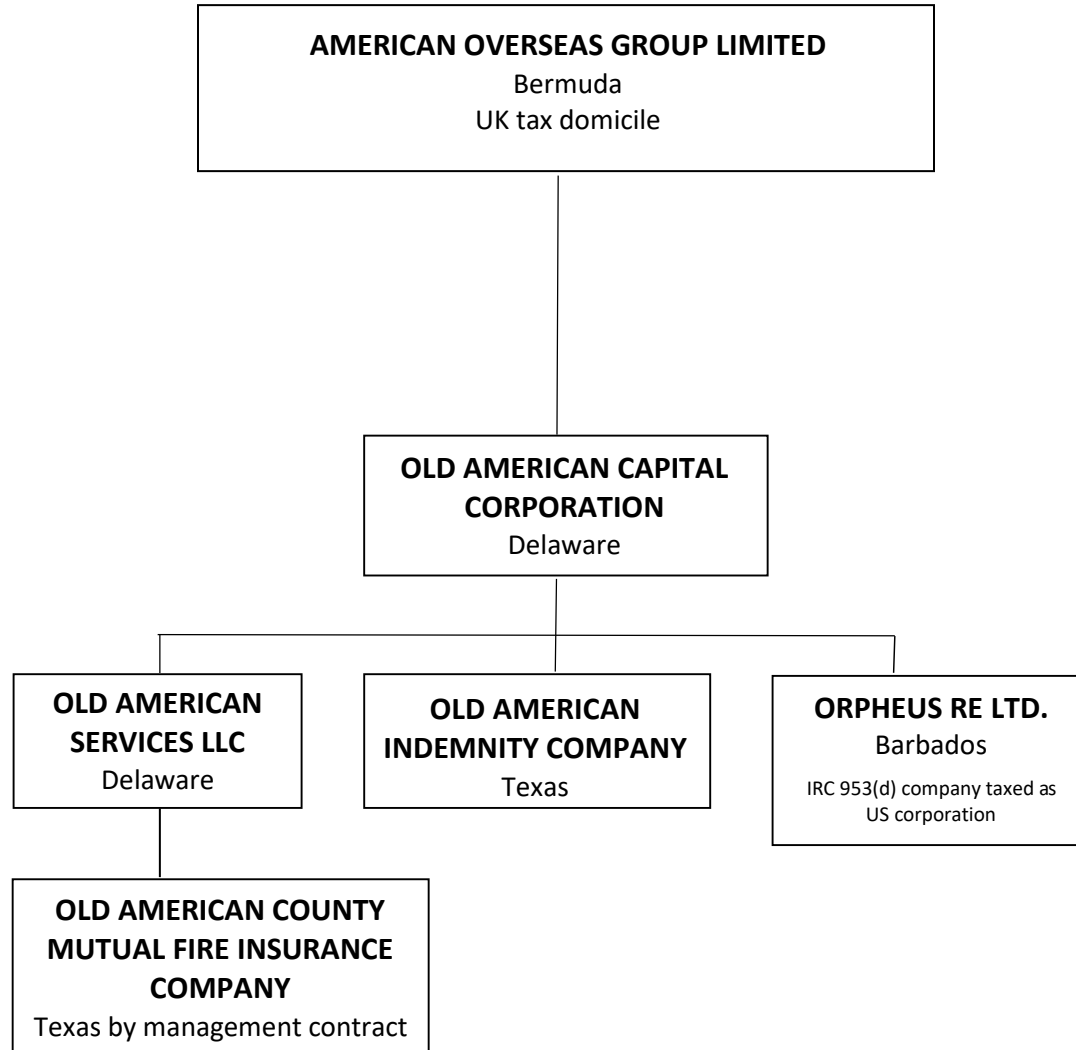 AMERICAN OVERSEAS GROUP LIMITED
Bermuda
UK tax domicile
OLD AMERICAN CAPITAL
CORPORATION
Delaware
OLD AMERICAN
SERVICES LLC
Delaware
OLD AMERICAN
INDEMNITY COMPANY
Texas
ORPHEUS RE LTD.
Barbados
IRC 953(d) company taxed as
US corporation
OLD AMERICAN COUNTY
MUTUAL FIRE INSURANCE
COMPANY
Texas by management contract